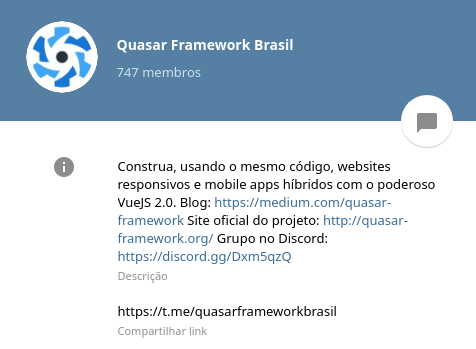 Quasar Framework Brasil
747 membros
Construa, usando o mesmo código, websites
responsivos e mobile apps híbridos com o poderoso
VueJS 2.0. Blog: https://medium.com/quasar-
framework Site oficial do projeto: http://quasar-
framework.org/ Grupo no Discord:
https://discord.gg/Dxm5qzQ
Descrição
https://t.me/quasarframeworkbrasil
Compartilhar link